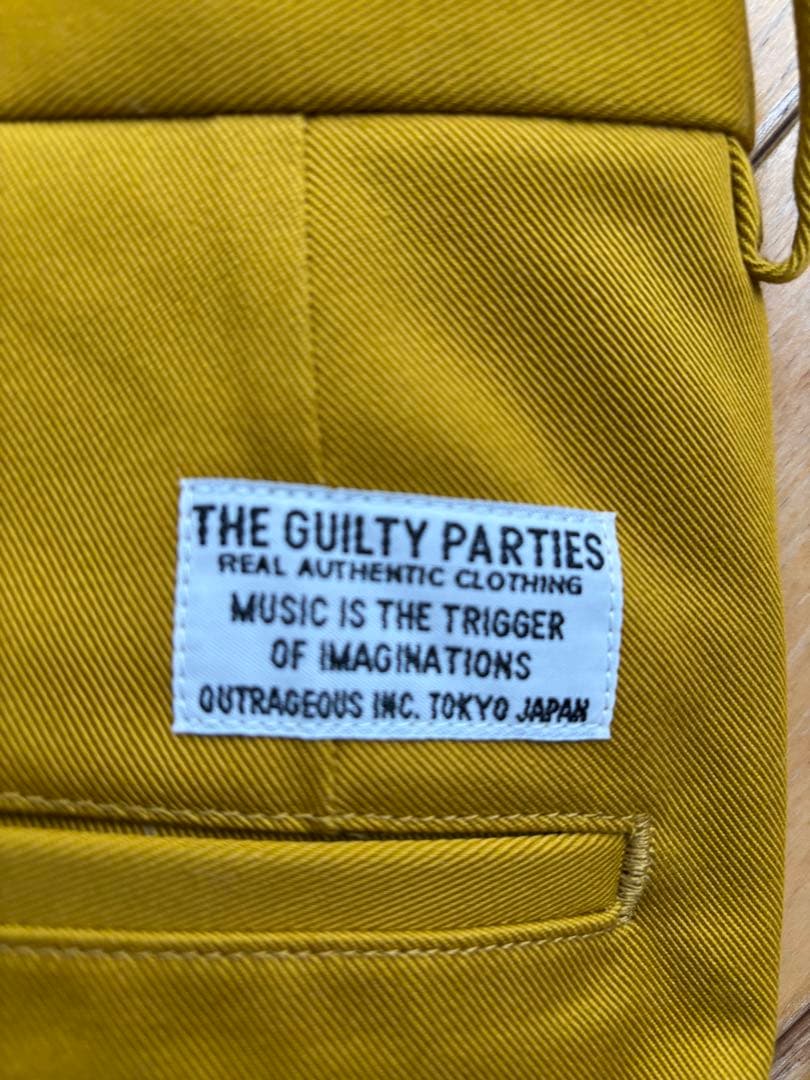 THE GUILTY PARTIES
REAL AUTHENTIC CLOTHING
MUSIC IS THE TRIGGER
OF IMAGINATIONS
OUTRAGEOUS INC. TOKYO JAPAN